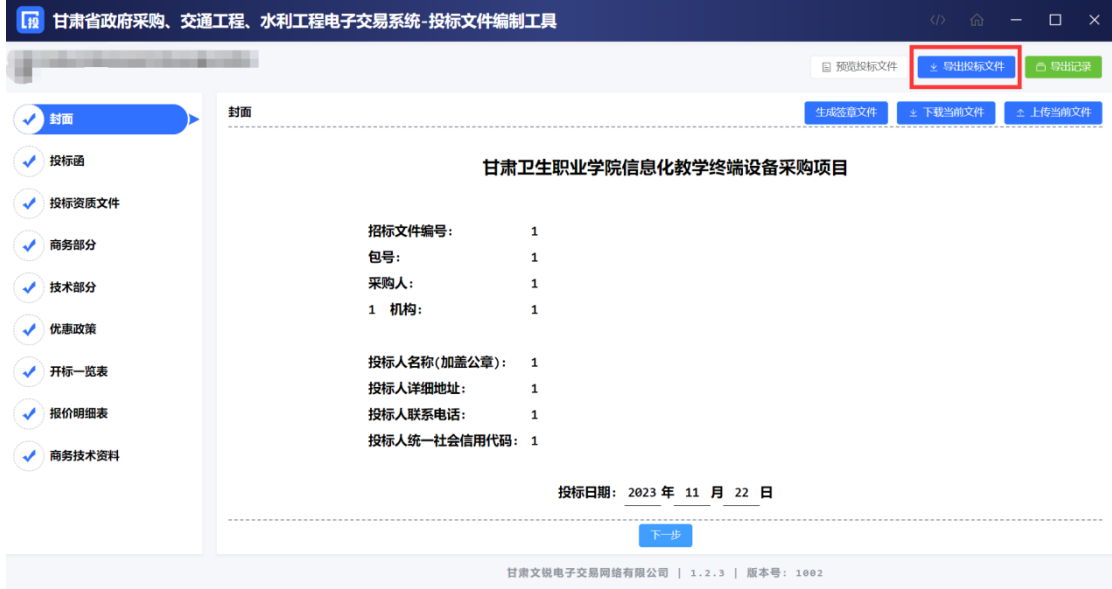 投 甘肃省政府采购、交通工程、水利工程电子交易系统-投标文件编制工具
预览投标文件 导出投标文件 导出记录
封面
投标函
投标资质文件
商务部分
技术部分
优惠政策
开标一览表
报价明细表
商务技术资料
封面 生成签章文件 下载当前文件 上传当前文件
甘肃卫生职业学院信息化教学终端设备采购项目
招标文件编号: 1
包号: 1
采购人: 1
1 机构: 1
投标人名称(加盖公章): 1
投标人详细地址: 1
投标人联系电话: 1
投标人统一社会信用代码: 1
投标日期: 2023 年 11 月 22 日
下一步
甘肃文锐电子交易网络有限公司 | 1.2.3 | 版本号: 1002